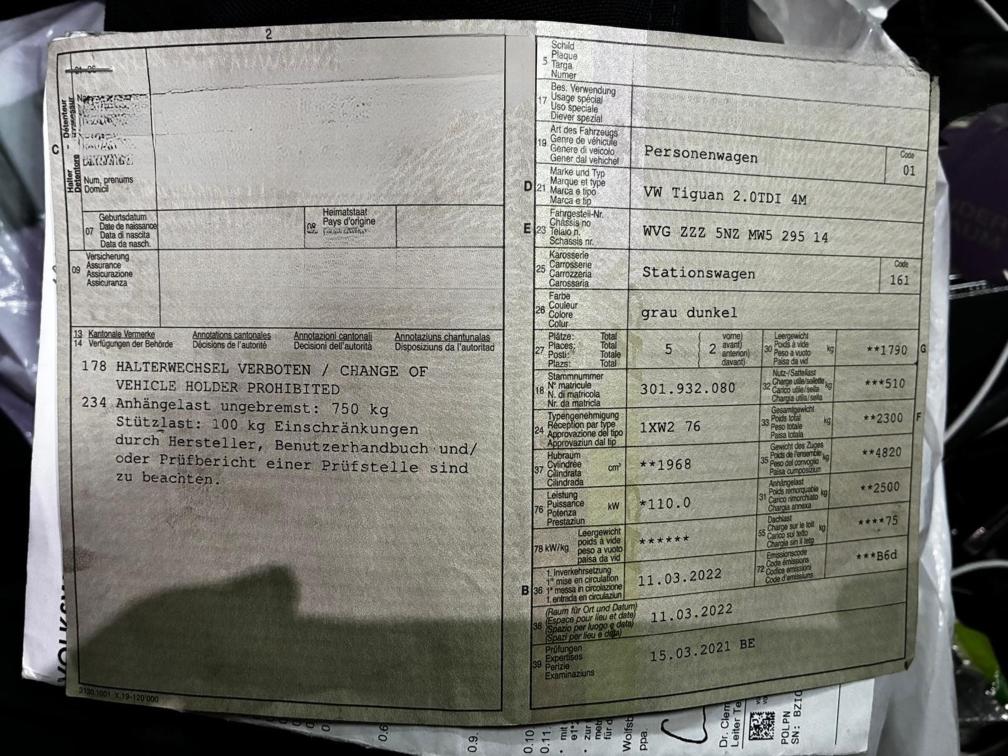 2
C
Halter - Détenteur
Num, prenums
Domicil
07
Geburtsdatum
Date de naissance
Data di nascita
Data da nasch.
08
Heimatstaat
Pays d'origine
09
Versicherung
Assurance
Assicurazione
Assicuranza
13 Kantonale Vermerke Annotations cantonales Annotazioni cantonali Annotaziuns chantunalas
14 Verfügungen der Behörde Décisions de l'autorité Decisioni dell'autorità Disposiziuns da l'autoritad
178 HALTERWECHSEL VERBOTEN / CHANGE OF
VEHICLE HOLDER PROHIBITED
234 Anhängelast ungebremst: 750 kg
Stützlast: 100 kg Einschränkungen
durch Hersteller, Benutzerhandbuch und/
oder Prüfbericht einer Prüfstelle sind
zu beachten.
5
Schild
Plaque
Targa
Numer
17
Bes. Verwendung
Usage spécial
Uso speciale
Diever spezial
19
Art des Fahrzeugs
Genre de véhicule
Genere di veicolo
Gener dal vehichel
Personenwagen
Code
01
D 21
Marke und Typ
Marque et type
Marca e tipo
Marca e tip
VW Tiguan 2.0TDI 4M
E 23
Fahrgestell-Nr.
Châssis no
Telaio n.
Schassis nr.
WVG ZZZ 5NZ MW5 295 14
25
Karosserie
Carrosserie
Carrozzeria
Carossaria
Stationswagen
Code
161
26
Farbe
Couleur
Colore
Colur
grau dunkel
27
Plätze: Total
Places: Total
Posti: Totale
Plazs: Total
5
2
vorne)
avant)
anteriori)
davant)
30
Leergewicht
Poids à vide
Peso a vuoto
Paisa da vid
kg
**1790
G
18
Stammnummer
N° matricule
N. di matricola
Nr. da matricla
301.932.080
32
Nutz-/Sattellast
Charge utile/sellette
Carico utile/sella
Chargia utila/sella
kg
***510
24
Typengenehmigung
Réception par type
Approvazione del tipo
Approvaziun dal tip
1XW2 76
33
Gesamtgewicht
Poids total
Peso totale
Paisa totala
kg
**2300
F
37
Hubraum
Cylindrée
Cilindrata
Cilindrada
cm³
**1968
35
Gewicht des Zuges
Poids de l'ensemble
Peso del convoglio
Paisa cumposiziun
kg
**4820
76
Leistung
Puissance
Potenza
Prestaziun
kW
*110.0
31
Anhängelast
Poids remorquable
Carico rimorchiato
Chargia annexa
kg
**2500
78 kW/kg
Leergewicht
poids à vide
peso a vuoto
paisa da vid
******
55
Dachlast
Charge sur le toit
Carico sul tetto
Chargia sin il tetg
kg
****75
B 36
1. Inverkehrsetzung
1re mise en circulation
1a messa in circolazione
1. entrada en circulaziun
11.03.2022
72
Emissionscode
Code émissions
Codice emissioni
Code d'emissiuns
***B6d
38
(Raum für Ort und Datum)
(Espace pour lieu et date)
(Spazio per luogo e data)
(Spazi per lieu e data)
11.03.2022
39
Prüfungen
Expertises
Perizie
Examinaziuns
15.03.2021 BE
0.10
0.11
Wolfsb
ppa.
Dr. Clem
Leiter Te
POLPN